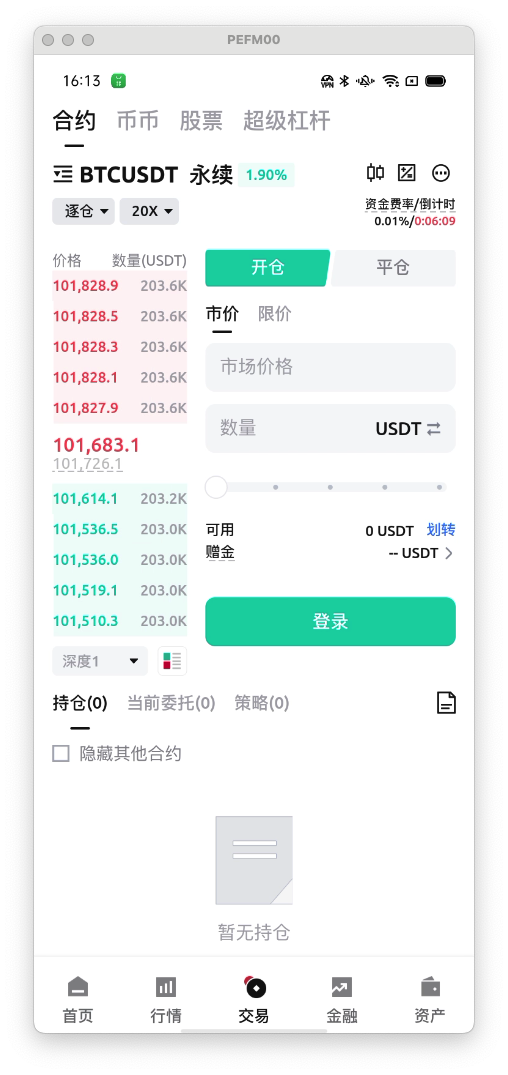 PEFM00
16:13
VPN
合约 币币 股票 超级杠杆
BTCUSDT 永续 1.90%
逐仓 20X
资金费率/倒计时
0.01%/0:06:09
价格 数量(USDT)
101,828.9 203.6K
101,828.5 203.6K
101,828.3 203.6K
101,828.1 203.6K
101,827.9 203.6K
101,683.1
101,726.1
101,614.1 203.2K
101,536.5 203.0K
101,536.0 203.0K
101,519.1 203.0K
101,510.3 203.0K
深度1
开仓 平仓
市价 限价
市场价格
数量 USDT
可用 0 USDT 划转
赠金 -- USDT
登录
持仓(0) 当前委托(0) 策略(0)
隐藏其他合约
暂无持仓
首页 行情 交易 金融 资产